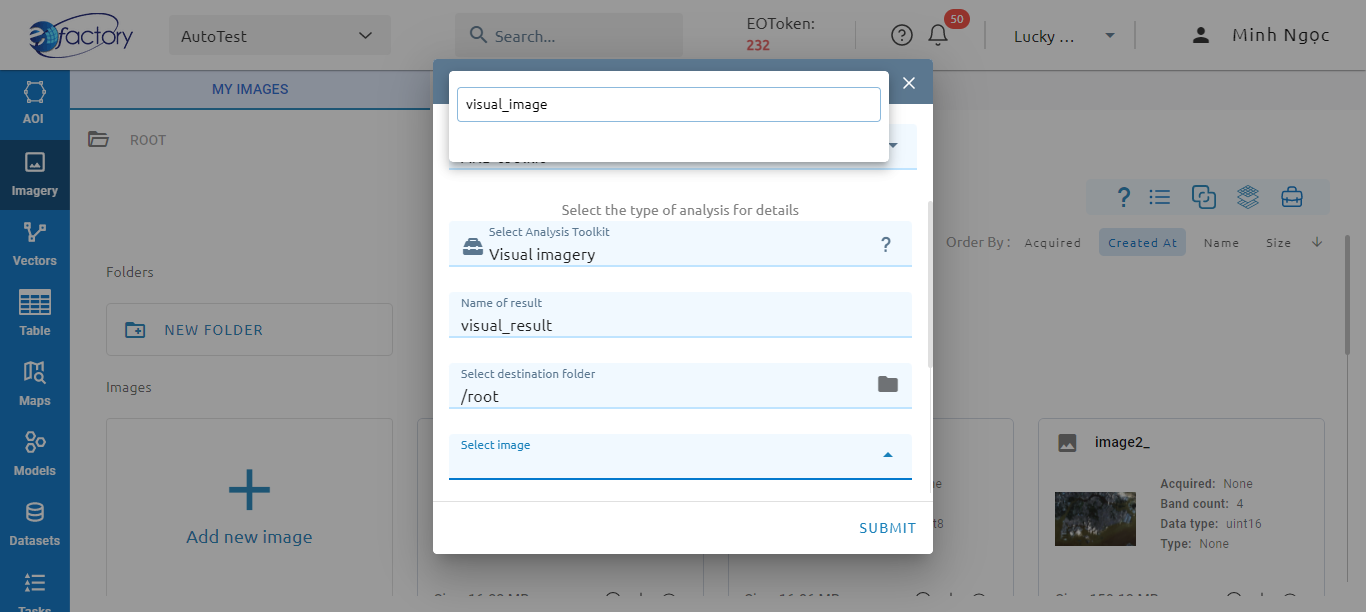 eofactory
AutoTest
Search...
EOToken:
232
50
Lucky ...
Minh Ngọc
AOI
Imagery
Vectors
Table
Maps
Models
Datasets
Tasks
MY IMAGES
ROOT
Order By :
Acquired
Created At
Name
Size
Folders
NEW FOLDER
Images
Add new image
visual_image
Select the type of analysis for details
Select Analysis Toolkit
Visual imagery
?
Name of result
visual_result
Select destination folder
/root
Select image
SUBMIT
image2_
Acquired: None
Band count: 4
Data type: uint16
Type: None